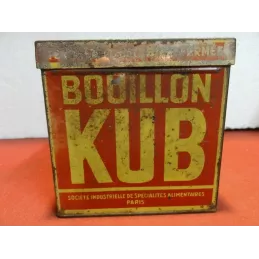 BOUILLON
KUB
SOCIÉTÉ INDUSTRIELLE DE SPÉCIALITÉS ALIMENTAIRES
PARIS